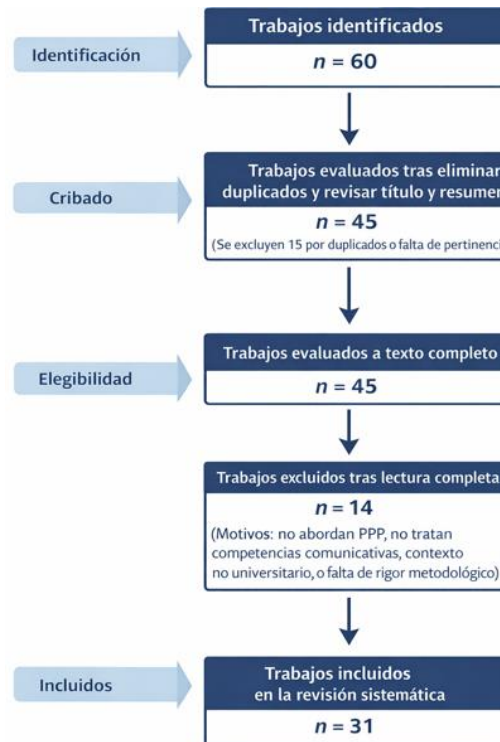 Trabajos identificados
Identificación
n = 60
Trabajos evaluados tras eliminar
duplicados y revisar título y resumen
Cribado
n = 45
(Se excluyen 15 por duplicados o falta de pertinenci
Trabajos evaluados a texto completo
Elegibilidad
n = 45
Trabajos excluidos tras lectura completa
n = 14
(Motivos: no abordan PPP, no tratan
competencias comunicativas, contexto
no universitario, o falta de rigor metodológico)
Trabajos incluidos
en la revisión sistemática
Incluidos
n = 31